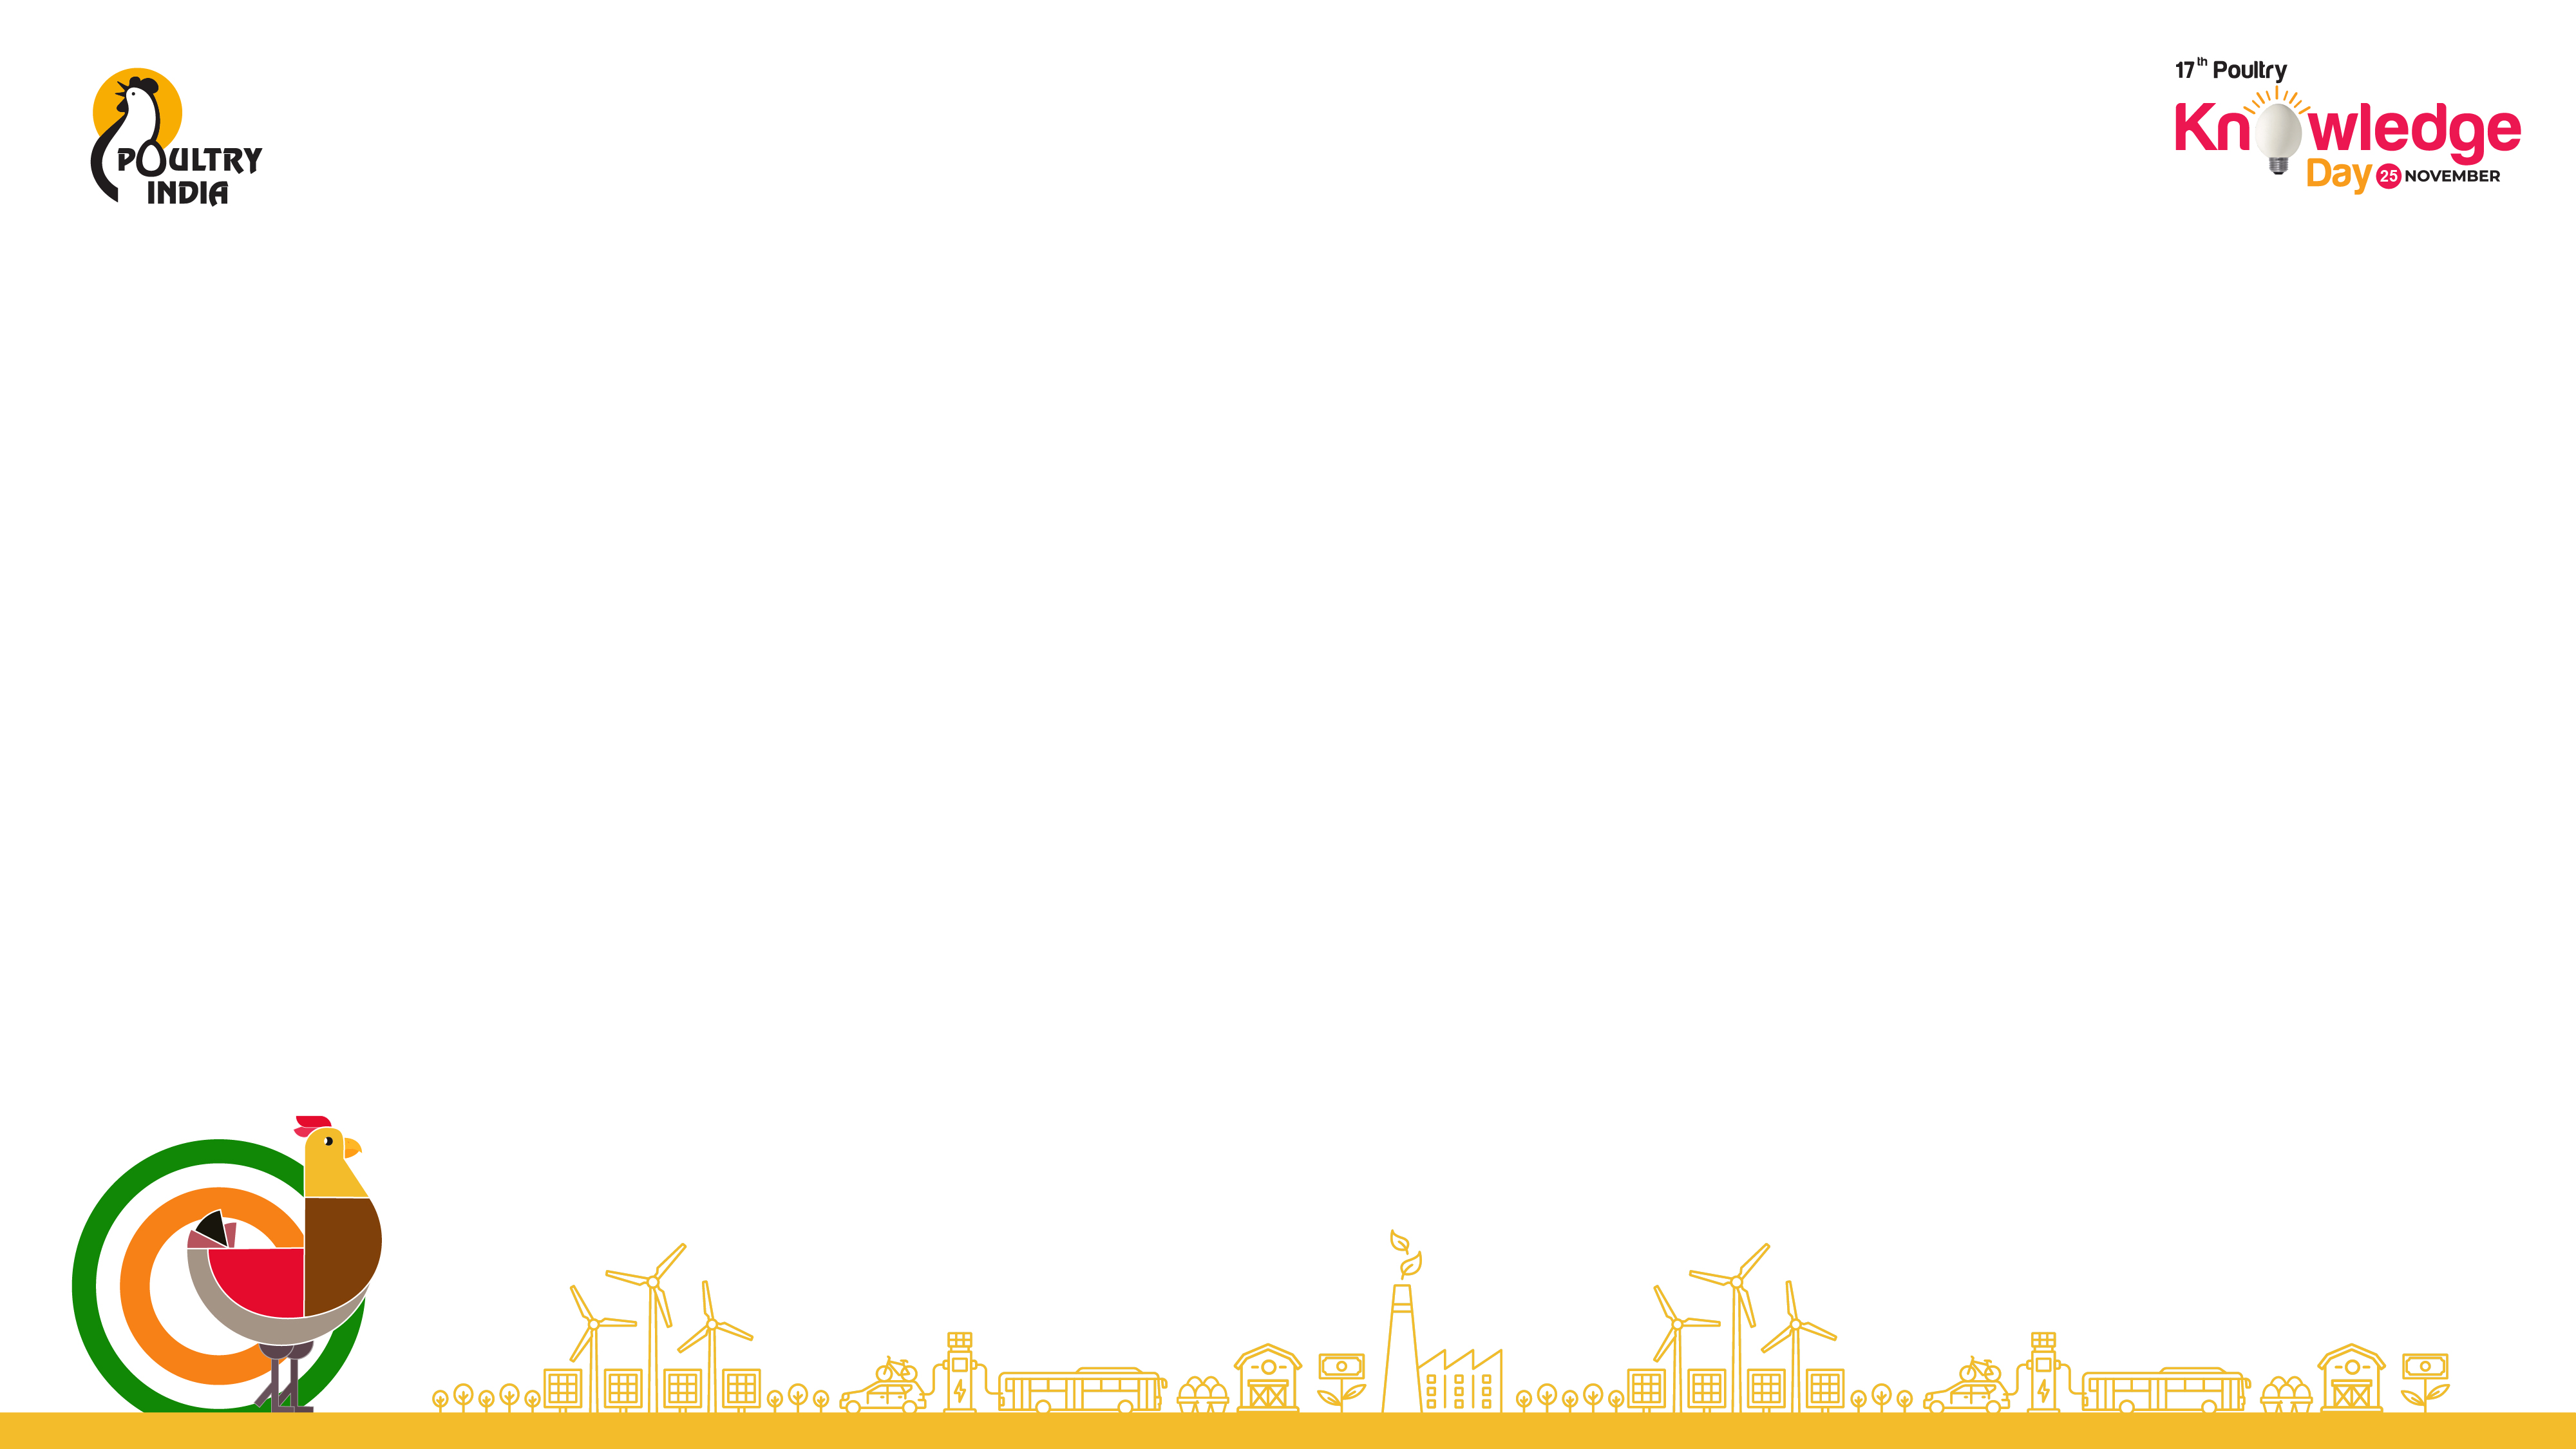 POULTRY
INDIA
17th Poultry
Knowledge
Day 25 NOVEMBER